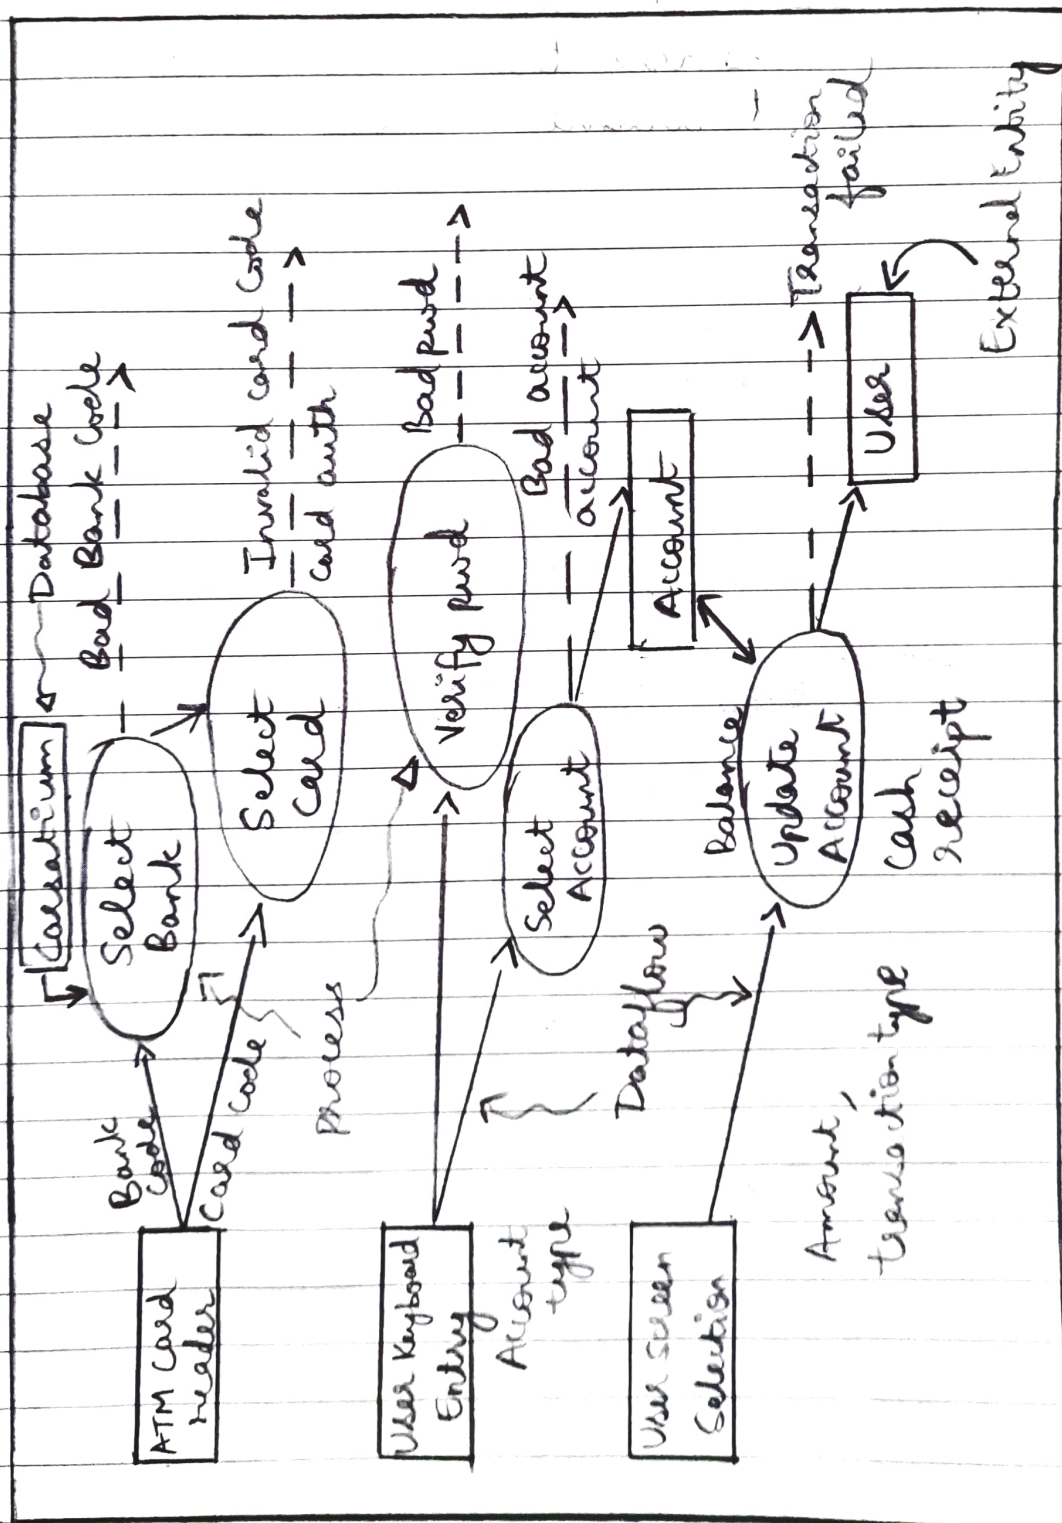 Database
Bad Bank Code
Select
Bank
Bank
Code
Invalid card Code
card auth
Select
Card
Card Code
ATM Card
reader
process
Bad pwd
Verify pwd
Bad account
account
Account
Select
Account
User Keyboard
Entry
Account
type
Dataflow
Transaction
failed
User
External Entity
Balance
Update
Account
Cash
receipt
User Screen
Selection
Amount,
transaction type